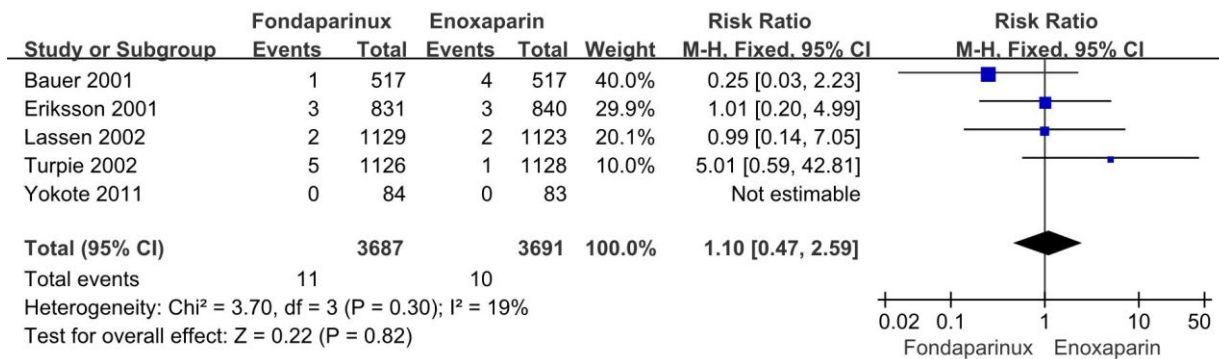 Fondaparinux Enoxaparin Risk Ratio Risk Ratio
Study or Subgroup Events Total Events Total Weight M-H, Fixed, 95% CI M-H, Fixed, 95% CI
Bauer 2001 1 517 4 517 40.0% 0.25 [0.03, 2.23]
Eriksson 2001 3 831 3 840 29.9% 1.01 [0.20, 4.99]
Lassen 2002 2 1129 2 1123 20.1% 0.99 [0.14, 7.05]
Turpie 2002 5 1126 1 1128 10.0% 5.01 [0.59, 42.81]
Yokote 2011 0 84 0 83 Not estimable
Total (95% CI) 3687 3691 100.0% 1.10 [0.47, 2.59]
Total events 11 10
Heterogeneity: Chi² = 3.70, df = 3 (P = 0.30); I² = 19%
Test for overall effect: Z = 0.22 (P = 0.82)
0.02 0.1 1 10 50
Fondaparinux Enoxaparin